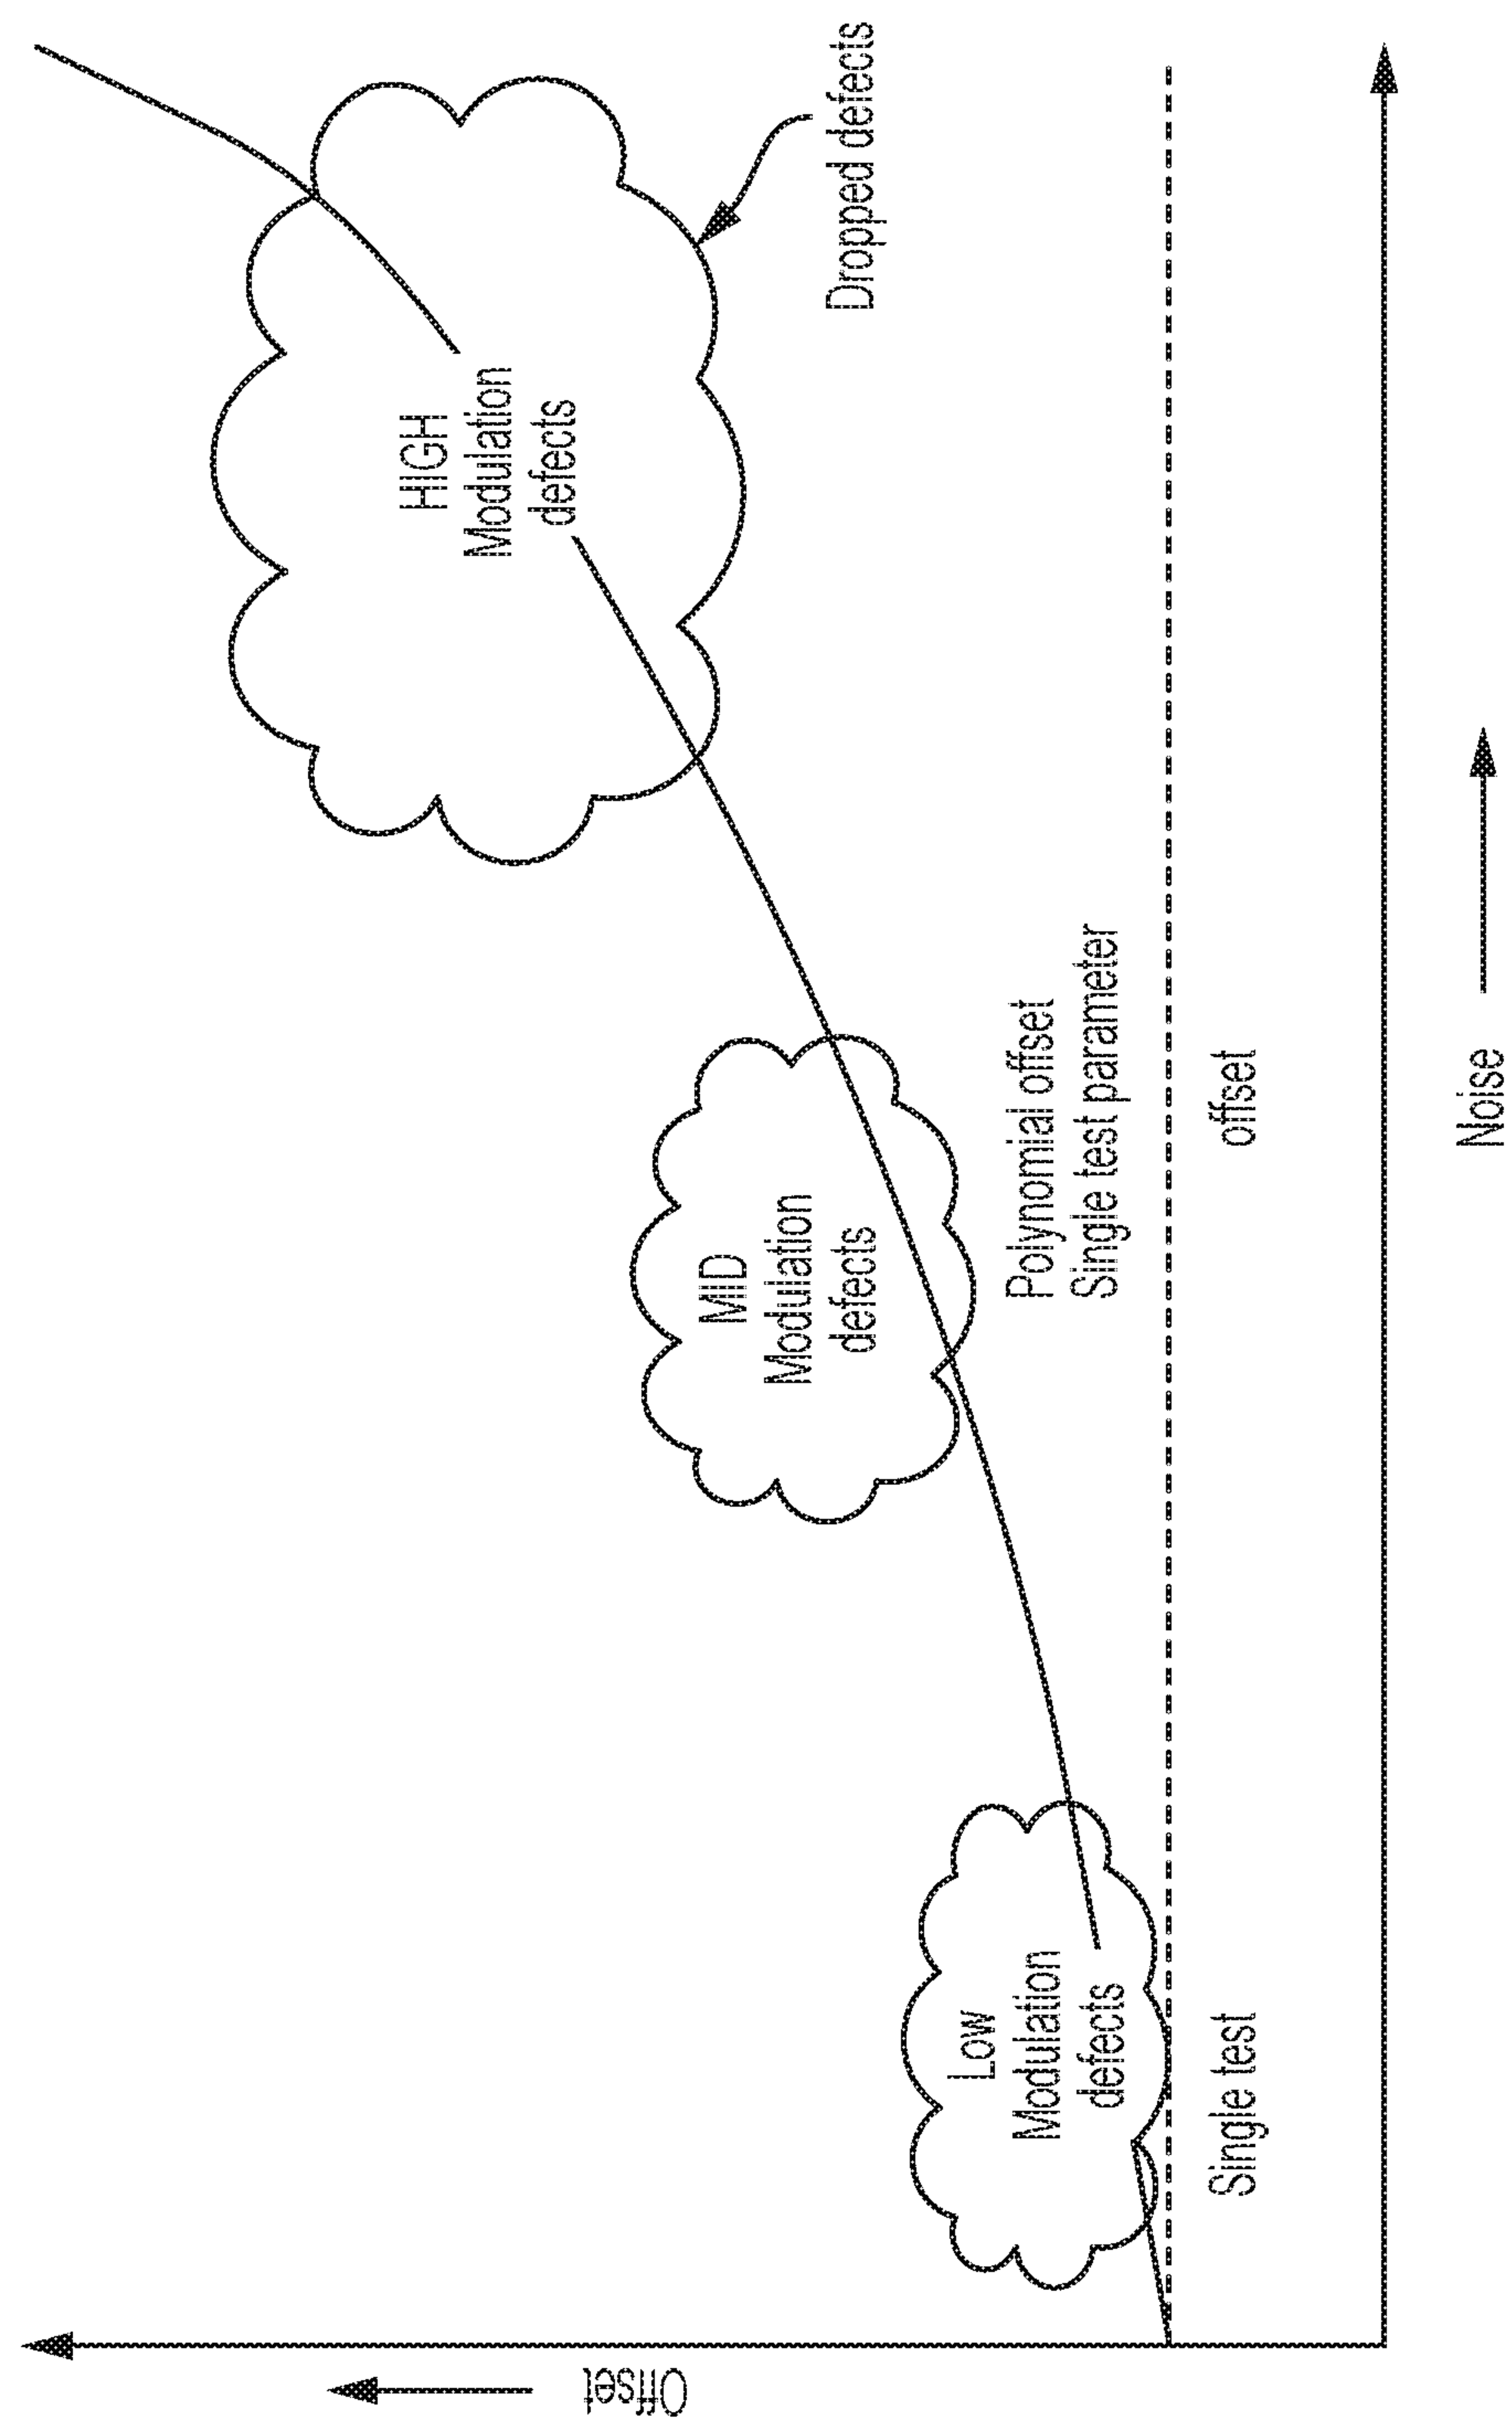 HIGH
Modulation
defects
Dropped defects
MID
Modulation
defects
Polynomial offset
Single test parameter
Low
Modulation
defects
Single test
offset
Offset
Noise